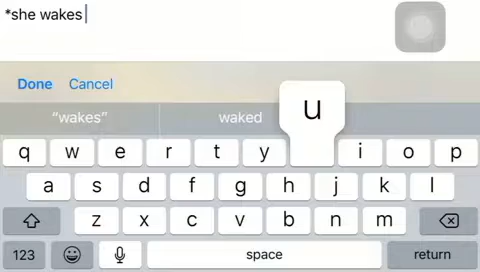 *she wakes
Done Cancel
“wakes” waked
u
q w e r t y i o p
a s d f g h j k l
z x c v b n m
123 space return